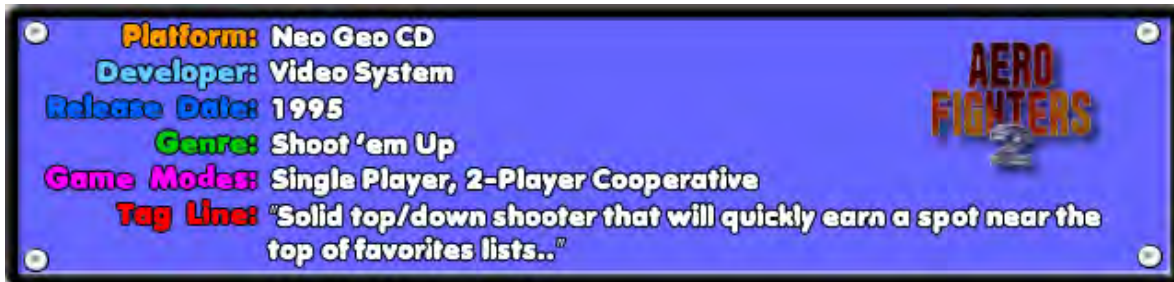 Platform: Neo Geo CD
Developer: Video System
Release Date: 1995
Genre: Shoot 'em Up
Game Modes: Single Player, 2-Player Cooperative
Tag Line: "Solid top/down shooter that will quickly earn a spot near the
top of favorites lists.."
AERO
FIGHTERS
2